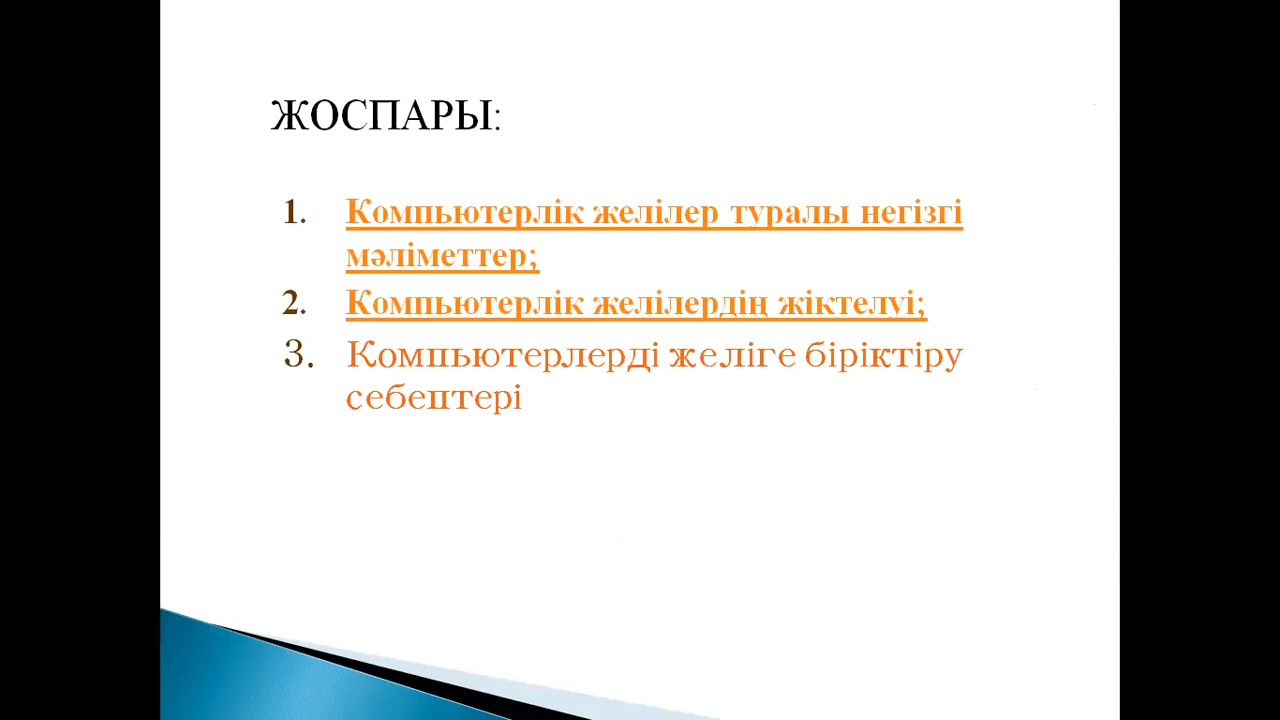 ЖОСПАРЫ:
1. Компьютерлік желілер туралы негізгі
мәліметтер;
2. Компьютерлік желілердің жіктелуі;
3. Компьютерлерді желіге біріктіру
себептері